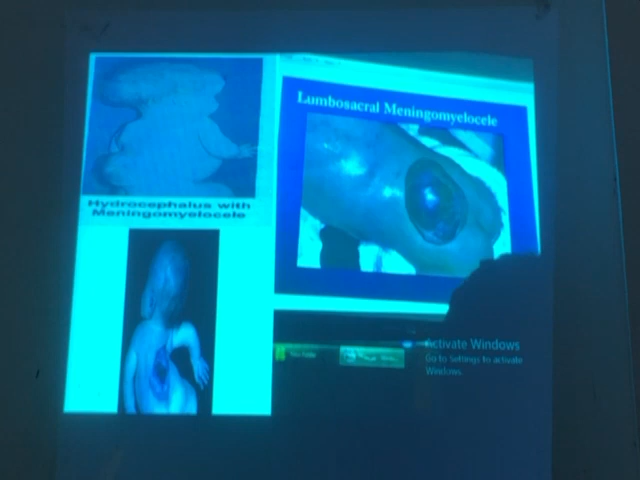 Hydrocephalus with
Meningomyelocele
Lumbosacral Meningomyelocele
Activate Windows
Go to Settings to activate
Windows.